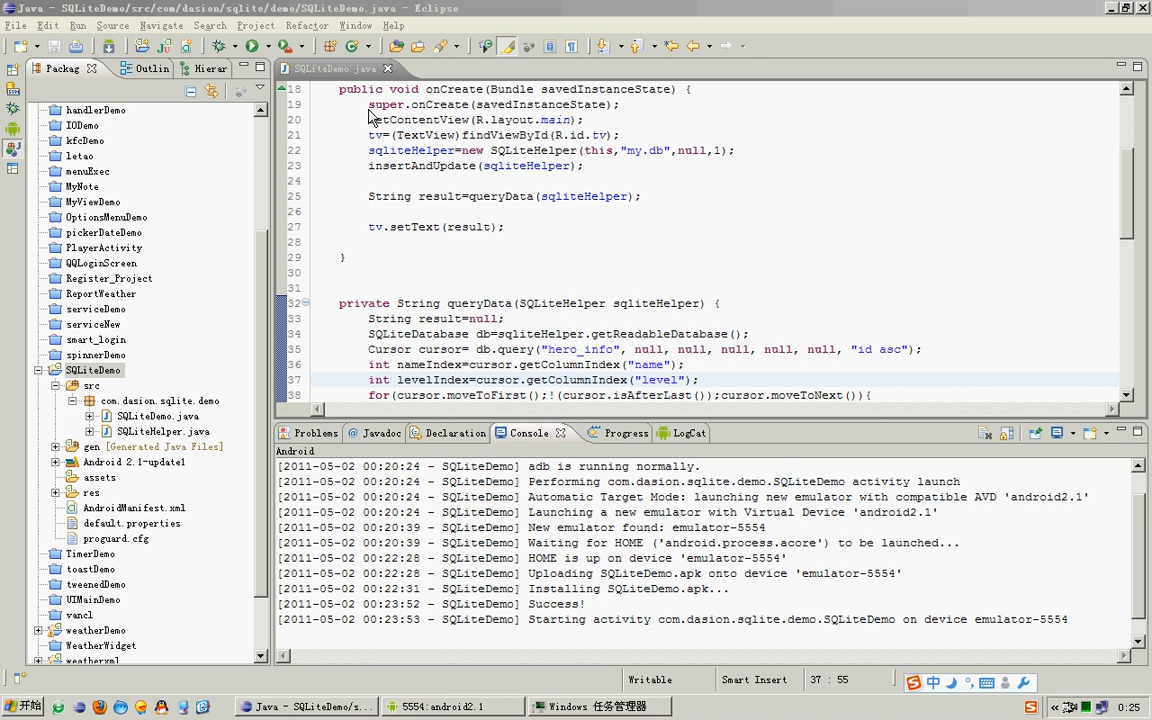 Java - SQLiteDemo/src/com/dasion/sqlite/demo/SQLiteDemo.java - Eclipse
File Edit Run Source Navigate Search Project Refactor Window Help
Packag Outlin Hierar
SQLiteDemo.java
handlerDemo
IODemo
kfcDemo
letao
menuExec
MyNote
MyViewDemo
OptionsMenuDemo
pickerDateDemo
PlayerActivity
QQLoginScreen
Register_Project
ReportWeather
serviceDemo
serviceNew
smart_login
spinnerDemo
SQLiteDemo
src
com.dasion.sqlite.demo
SQLiteDemo.java
SQLiteHelper.java
gen [Generated Java Files]
Android 2.1-update1
assets
res
AndroidManifest.xml
default.properties
proguard.cfg
TimerDemo
toastDemo
tweenedDemo
UIMainDemo
vancl
weatherDemo
WeatherWidget
weatherxml
18 public void onCreate(Bundle savedInstanceState) {
19 super.onCreate(savedInstanceState);
20 setContentView(R.layout.main);
21 tv=(TextView)findViewById(R.id.tv);
22 sqliteHelper=new SQLiteHelper(this,"my.db",null,1);
23 insertAndUpdate(sqliteHelper);
24
25 String result=queryData(sqliteHelper);
26
27 tv.setText(result);
28
29 }
30
31
32 private String queryData(SQLiteHelper sqliteHelper) {
33 String result=null;
34 SQLiteDatabase db=sqliteHelper.getReadableDatabase();
35 Cursor cursor= db.query("hero_info", null, null, null, null, null, "id asc");
36 int nameIndex=cursor.getColumnIndex("name");
37 int levelIndex=cursor.getColumnIndex("level");
38 for(cursor.moveToFirst();!(cursor.isAfterLast());cursor.moveToNext()){
Problems Javadoc Declaration Console Progress LogCat
Android
[2011-05-02 00:20:24 - SQLiteDemo] adb is running normally.
[2011-05-02 00:20:24 - SQLiteDemo] Performing com.dasion.sqlite.demo.SQLiteDemo activity launch
[2011-05-02 00:20:24 - SQLiteDemo] Automatic Target Mode: launching new emulator with compatible AVD 'android2.1'
[2011-05-02 00:20:24 - SQLiteDemo] Launching a new emulator with Virtual Device 'android2.1'
[2011-05-02 00:20:39 - SQLiteDemo] New emulator found: emulator-5554
[2011-05-02 00:20:39 - SQLiteDemo] Waiting for HOME ('android.process.acore') to be launched...
[2011-05-02 00:22:28 - SQLiteDemo] HOME is up on device 'emulator-5554'
[2011-05-02 00:22:28 - SQLiteDemo] Uploading SQLiteDemo.apk onto device 'emulator-5554'
[2011-05-02 00:22:31 - SQLiteDemo] Installing SQLiteDemo.apk...
[2011-05-02 00:23:52 - SQLiteDemo] Success!
[2011-05-02 00:23:53 - SQLiteDemo] Starting activity com.dasion.sqlite.demo.SQLiteDemo on device emulator-5554
Writable Smart Insert 37 : 55
中
开始 Java - SQLiteDemo/s... 5554:android2.1 Windows 任务管理器 0:25